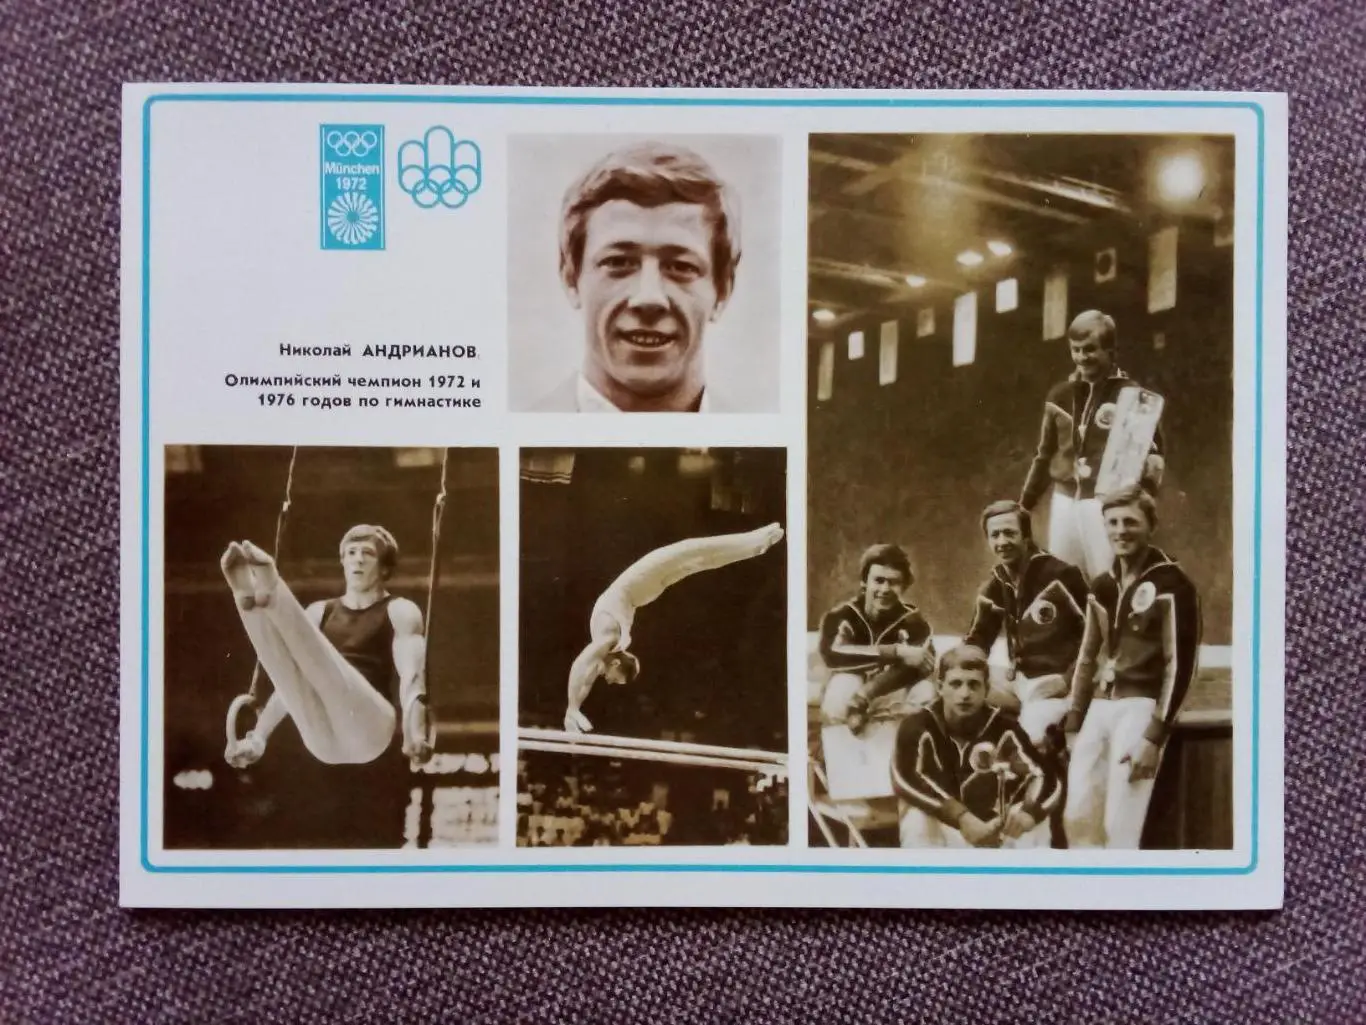 München
1972
Николай АНДРИАНОВ,
Олимпийский чемпион 1972 и
1976 годов по гимнастике